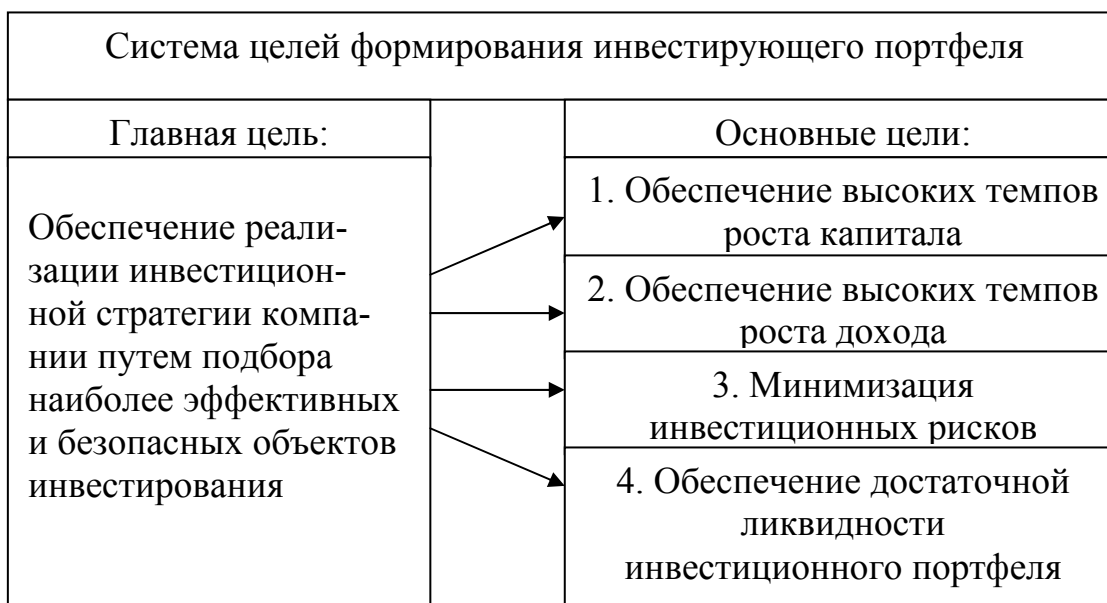 Система целей формирования инвестирующего портфеля
Главная цель:
Обеспечение реали-
зации инвестицион-
ной стратегии компа-
нии путем подбора
наиболее эффективных
и безопасных объектов
инвестирования
Основные цели:
1. Обеспечение высоких темпов
роста капитала
2. Обеспечение высоких темпов
роста дохода
3. Минимизация
инвестиционных рисков
4. Обеспечение достаточной
ликвидности
инвестиционного портфеля